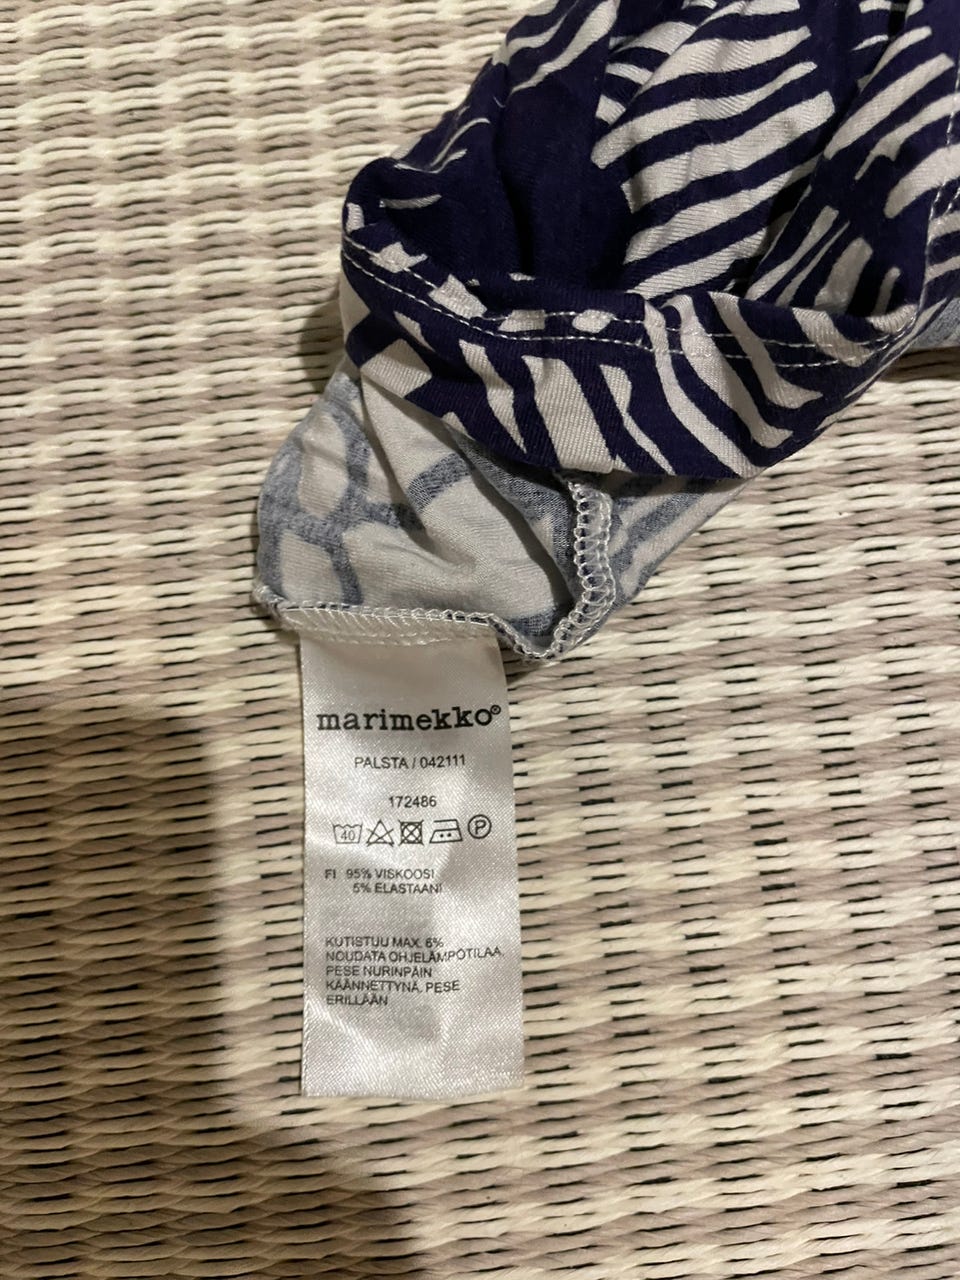 marimekko®
PALSTA / 042111
172486
40 P
FI 95% VISKOOSI
5% ELASTAANI
KUTISTUU MAX. 6%
NOUDATA OHJELÄMPÖTILAA.
PESE NURINPÄIN
KÄÄNNETTYNÄ. PESE
ERILLÄÄN